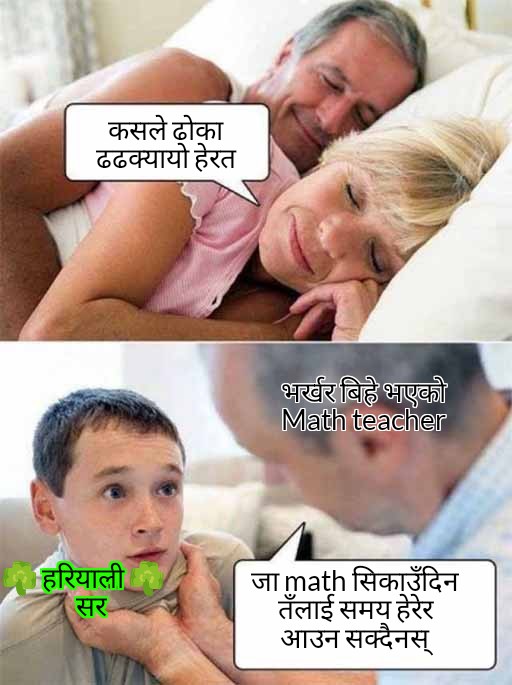 कसले ढोका
ढढक्यायो हेरत
भर्खर बिहे भएको
Math teacher
हरियाली
सर
जा math सिकाउँदिन
तँलाई समय हेरेर
आउन सक्दैनस्